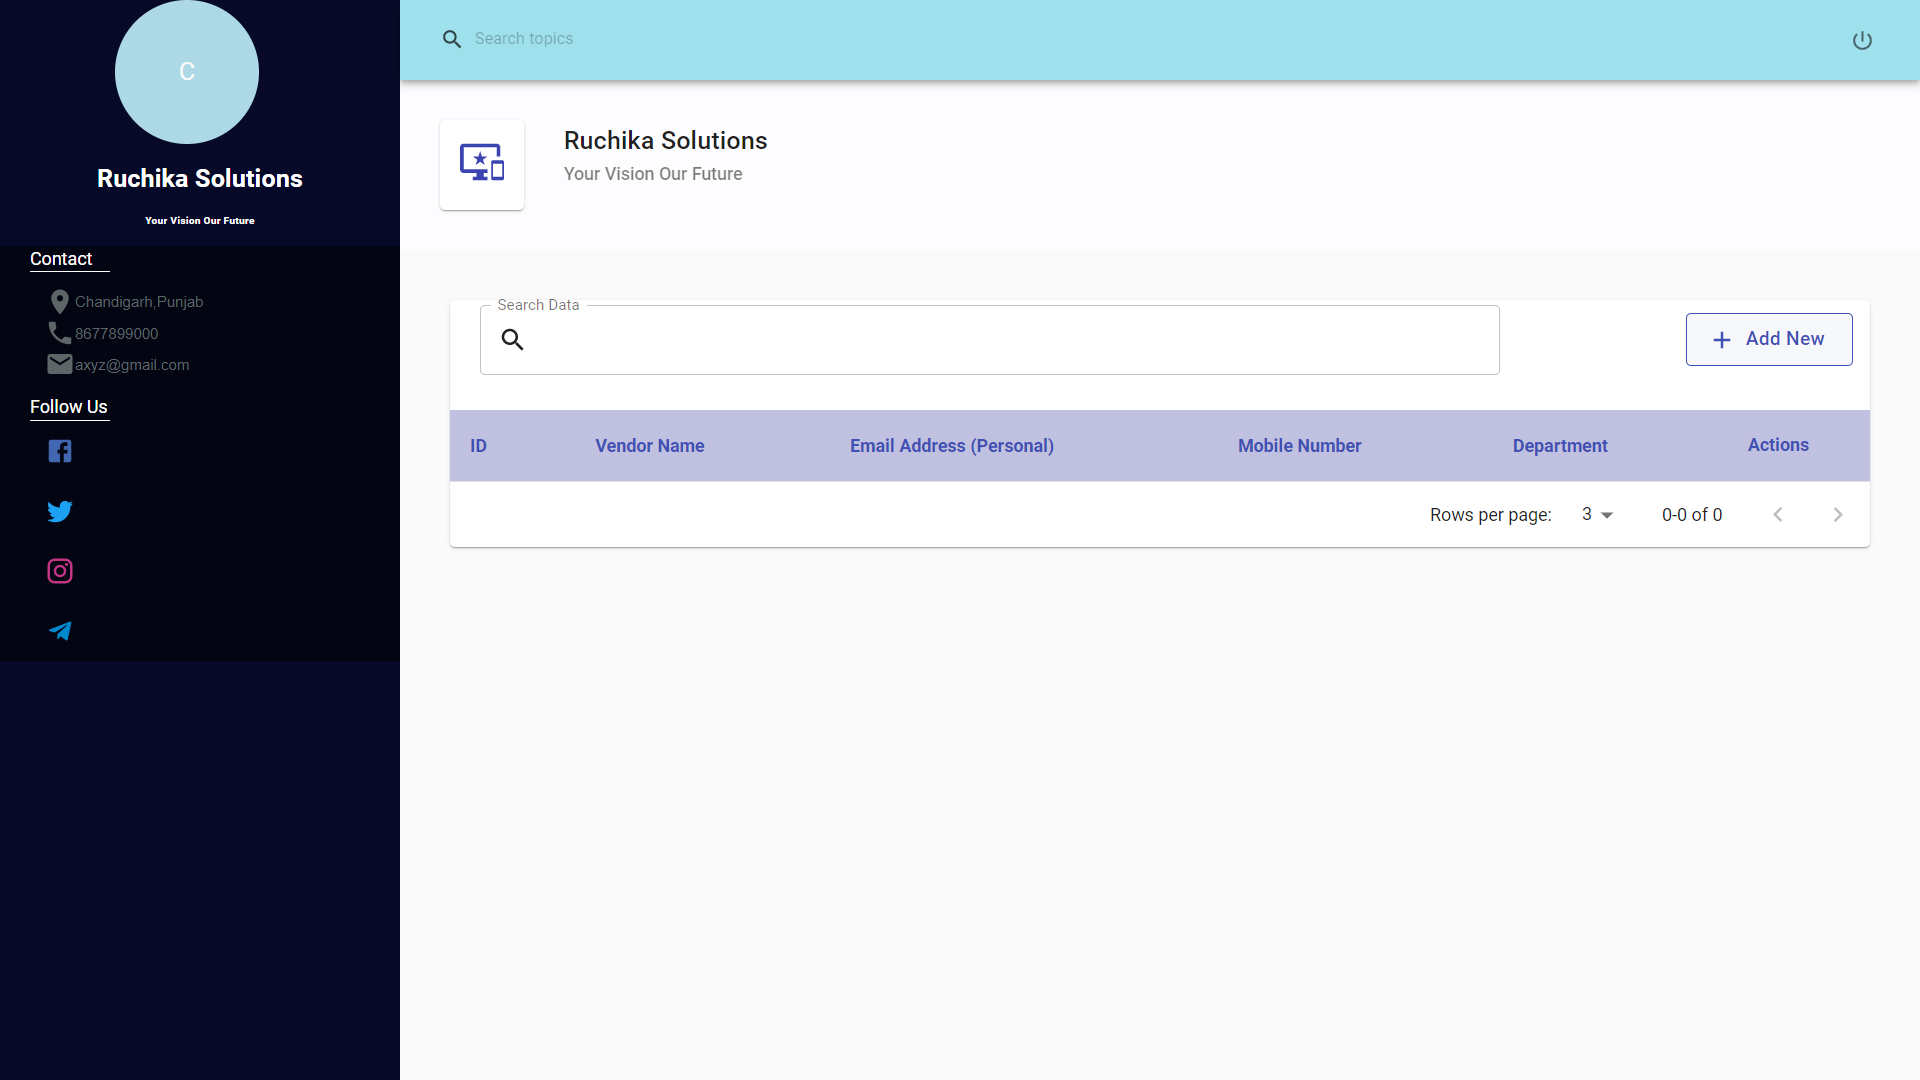 C
Ruchika Solutions
Your Vision Our Future
Contact
Chandigarh,Punjab
8677899000
axyz@gmail.com
Follow Us
Search topics
Ruchika Solutions
Your Vision Our Future
Search Data
Add New
ID Vendor Name Email Address (Personal) Mobile Number Department Actions
Rows per page: 3 0-0 of 0